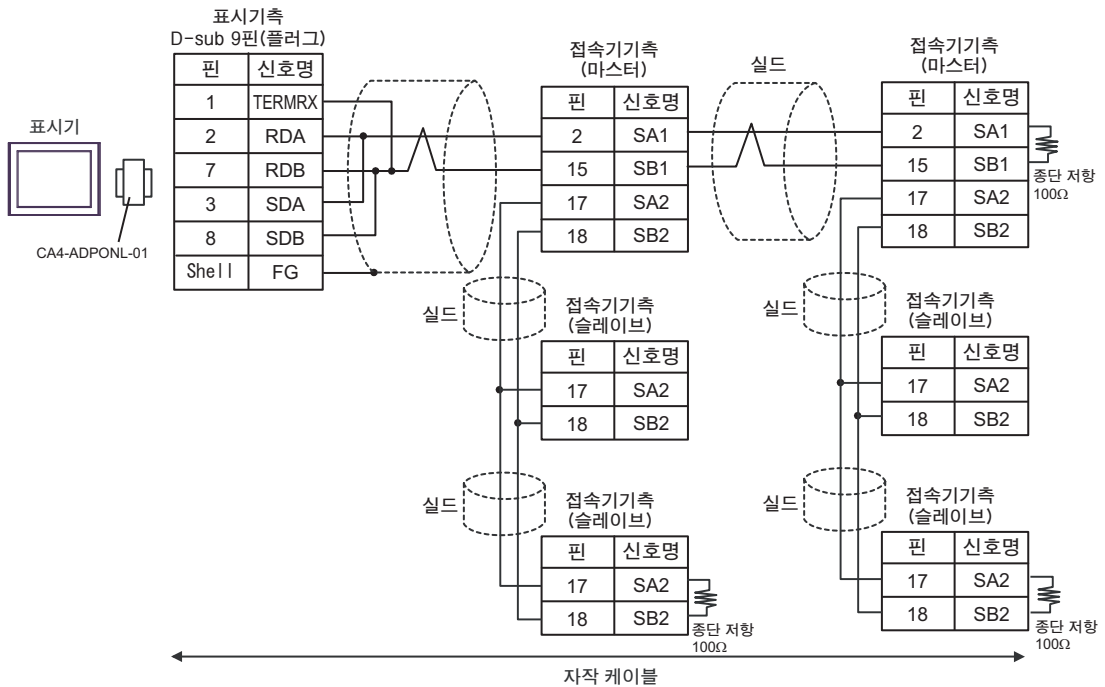 표시기측
D-sub 9핀(플러그)
핀 신호명
1 TERMRX
2 RDA
7 RDB
3 SDA
8 SDB
Shell FG
표시기
CA4-ADPONL-01
접속기기측
(마스터)
핀 신호명
2 SA1
15 SB1
17 SA2
18 SB2
실드
접속기기측
(마스터)
핀 신호명
2 SA1
15 SB1
17 SA2
18 SB2
종단 저항
100Ω
실드
접속기기측
(슬레이브)
핀 신호명
17 SA2
18 SB2
실드
접속기기측
(슬레이브)
핀 신호명
17 SA2
18 SB2
실드
접속기기측
(슬레이브)
핀 신호명
17 SA2
18 SB2
종단 저항
100Ω
실드
접속기기측
(슬레이브)
핀 신호명
17 SA2
18 SB2
종단 저항
100Ω
자작 케이블